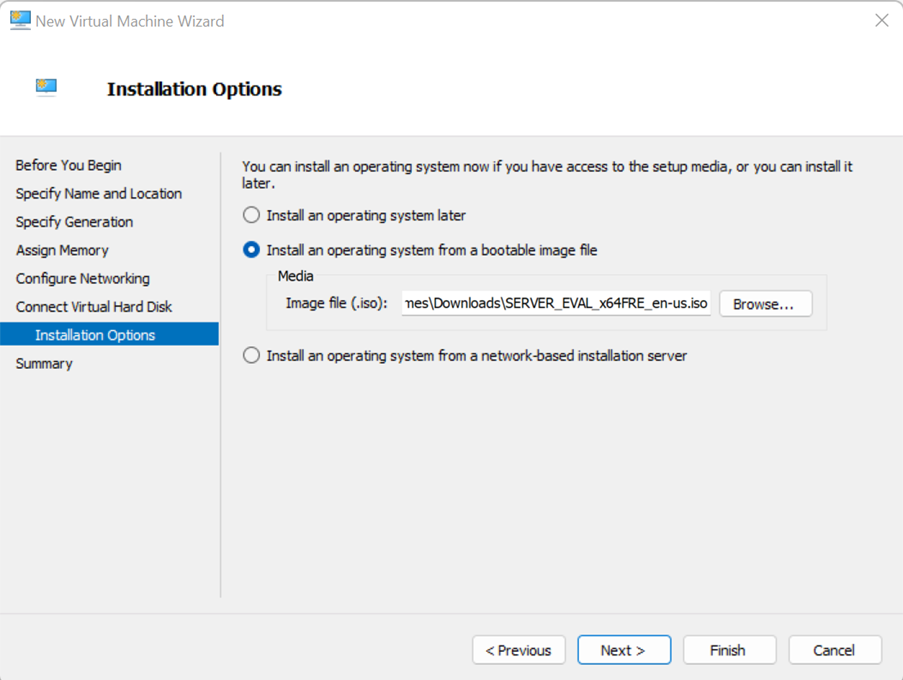 New Virtual Machine Wizard
Installation Options
Before You Begin
Specify Name and Location
Specify Generation
Assign Memory
Configure Networking
Connect Virtual Hard Disk
Installation Options
Summary
You can install an operating system now if you have access to the setup media, or you can install it
later.
Install an operating system later
Install an operating system from a bootable image file
Media
Image file (.iso): mes\Downloads\SERVER_EVAL_x64FRE_en-us.iso Browse...
Install an operating system from a network-based installation server
< Previous Next > Finish Cancel